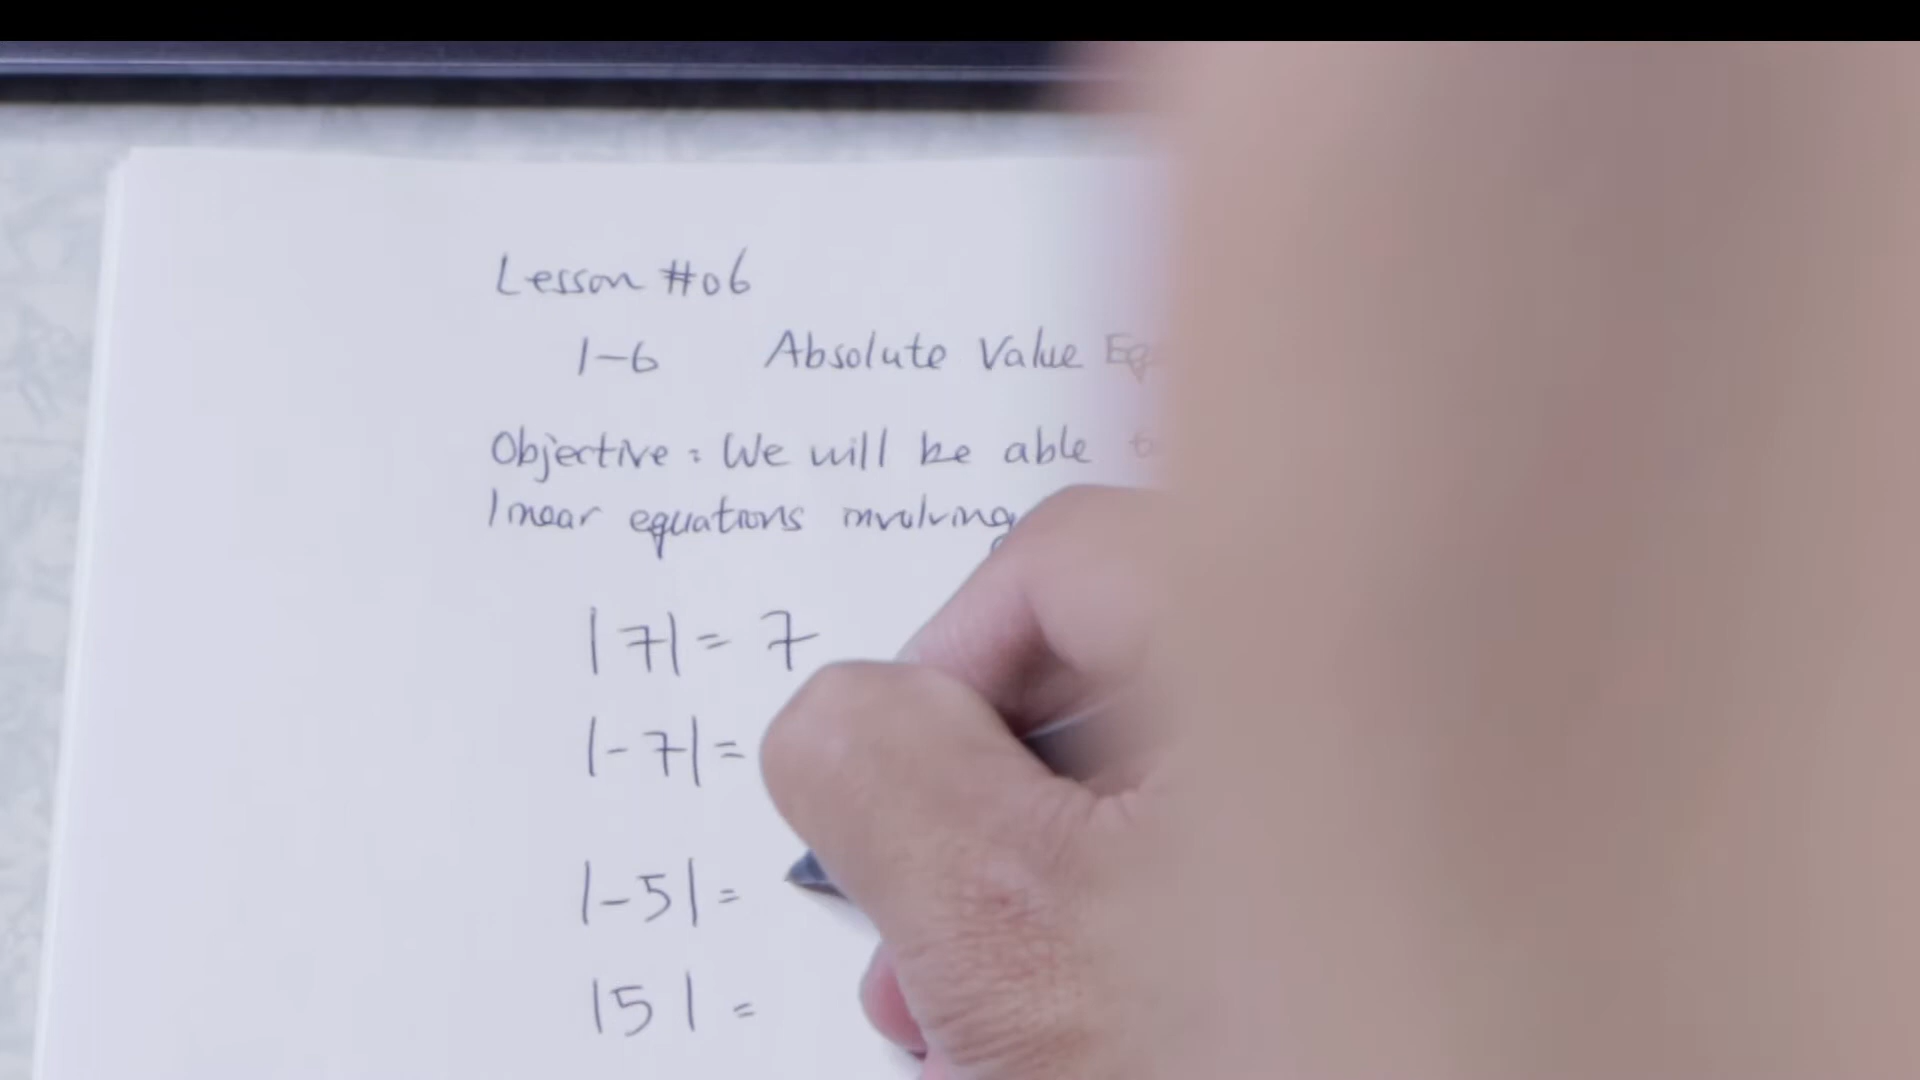 Lesson #06
1-6 Absolute Value
Objective: We will be able
linear equations involving
|7| = 7
|-7| =
|-5| =
|5| =